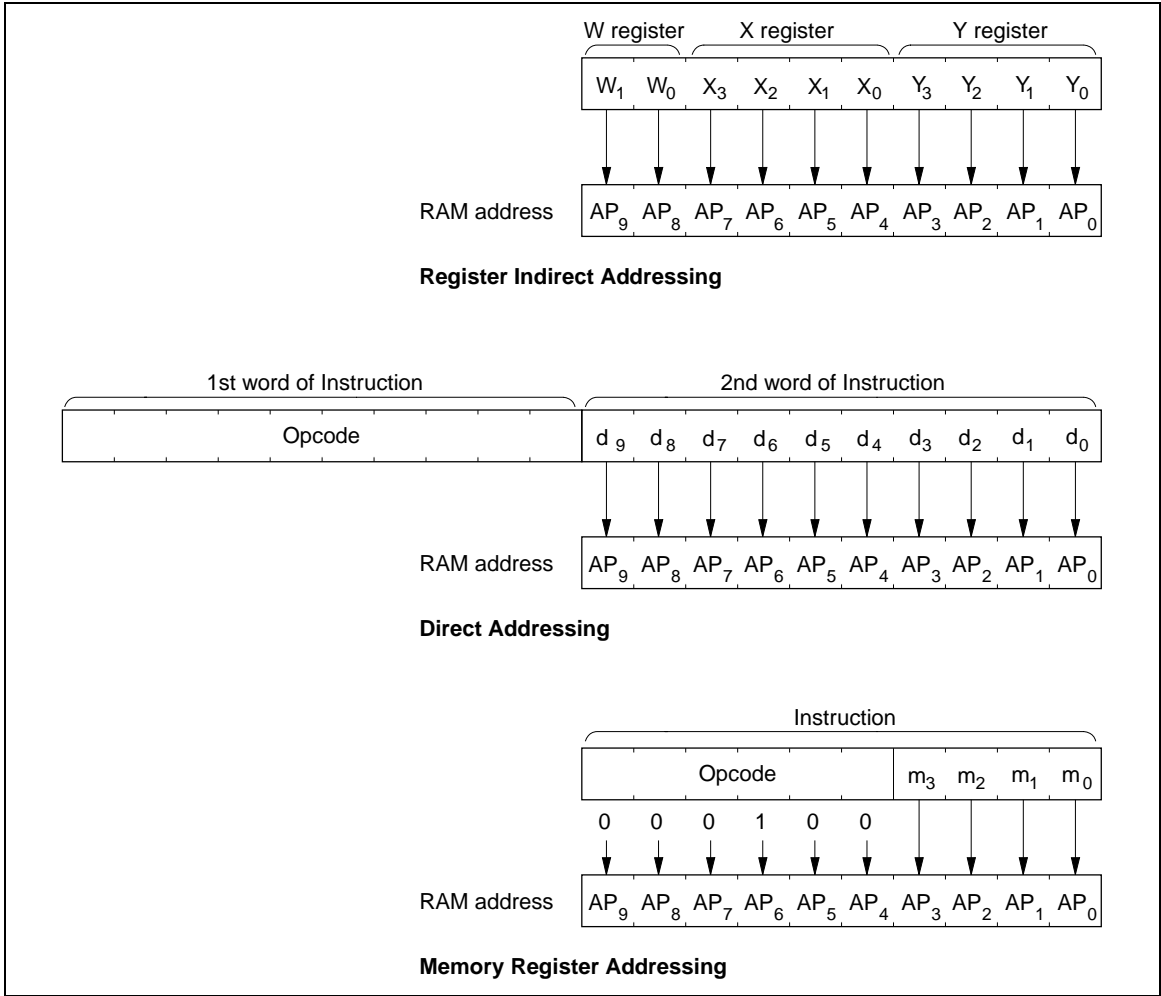 W register X register Y register
W1 W0 X3 X2 X1 X0 Y3 Y2 Y1 Y0
RAM address AP9 AP8 AP7 AP6 AP5 AP4 AP3 AP2 AP1 AP0
Register Indirect Addressing
1st word of Instruction 2nd word of Instruction
Opcode d9 d8 d7 d6 d5 d4 d3 d2 d1 d0
RAM address AP9 AP8 AP7 AP6 AP5 AP4 AP3 AP2 AP1 AP0
Direct Addressing
Instruction
Opcode m3 m2 m1 m0
0 0 0 1 0 0
RAM address AP9 AP8 AP7 AP6 AP5 AP4 AP3 AP2 AP1 AP0
Memory Register Addressing